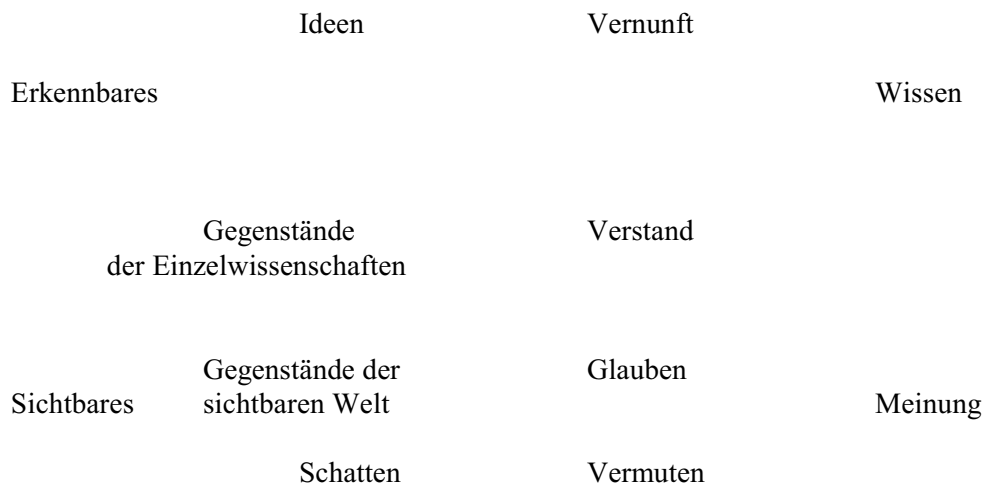 Ideen Vernunft
Erkennbares Wissen
Gegenstände Verstand
der Einzelwissenschaften
Gegenstände der Glauben
Sichtbares sichtbaren Welt Meinung
Schatten Vermuten